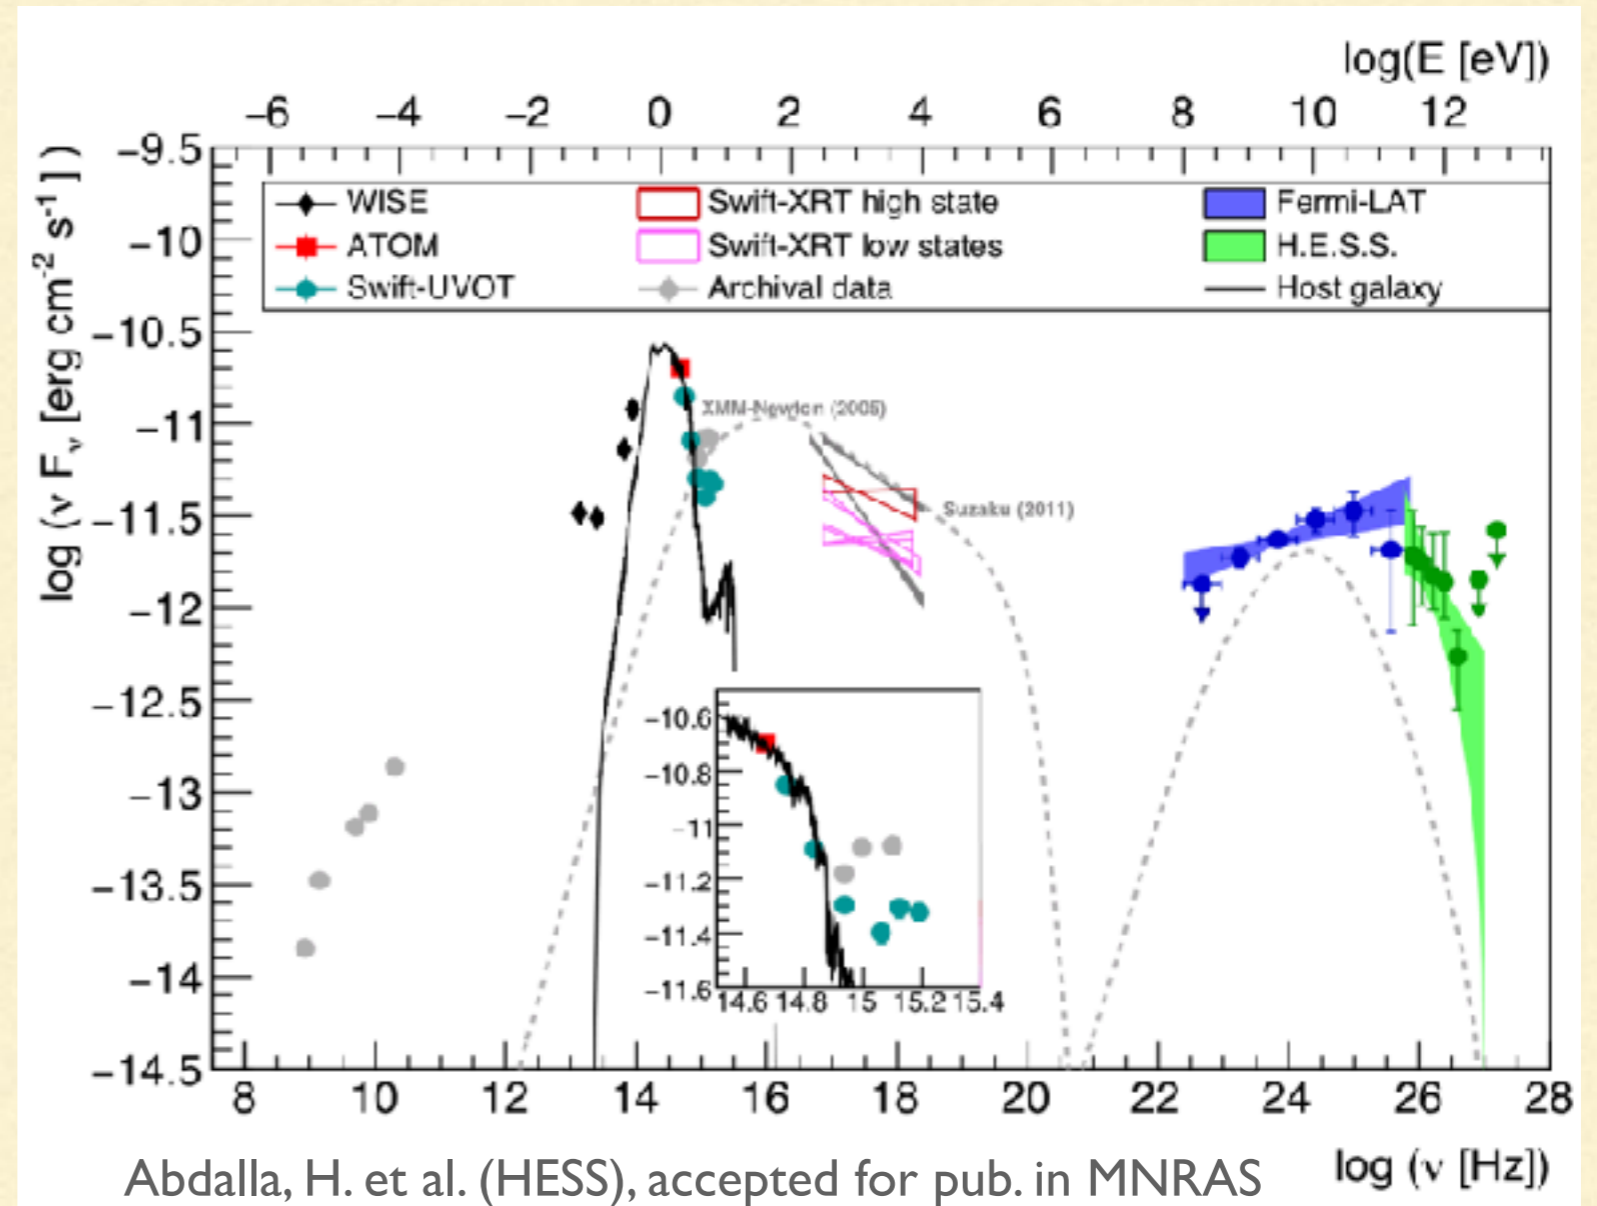 log(E [eV])
−6 −4 −2 0 2 4 6 8 10 12
log (ν Fν [erg cm-2 s-1])
−9.5
−10
−10.5
−11
−11.5
−12
−12.5
−13
−13.5
−14
−14.5
WISE
ATOM
Swift-UVOT
Swift-XRT high state
Swift-XRT low states
Archival data
Fermi-LAT
H.E.S.S.
Host galaxy
XMM-Newton (2005)
Suzaku (2011)
−10.6
−10.8
−11
−11.2
−11.4
−11.6
14.6 14.8 15 15.2 15.4
8 10 12 14 16 18 20 22 24 26 28
log (ν [Hz])
Abdalla, H. et al. (HESS), accepted for pub. in MNRAS